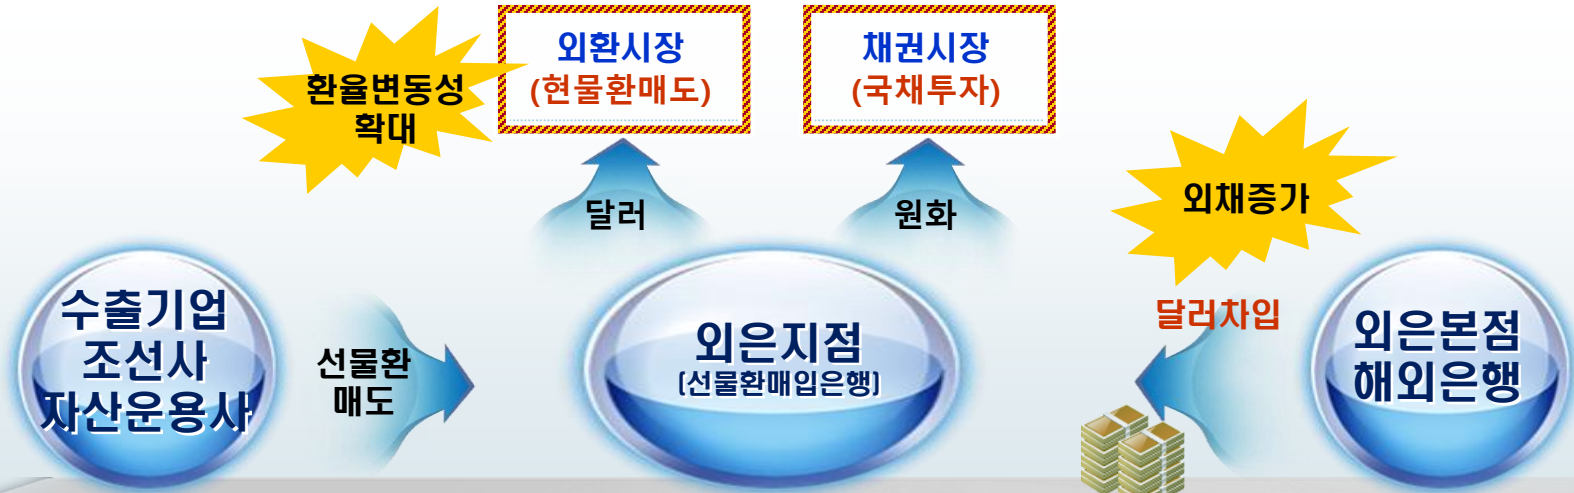 환율변동성
확대
외환시장
(현물환매도)
채권시장
(국채투자)
달러
원화
외채증가
수출기업
조선사
자산운용사
선물환
매도
외은지점
(선물환매입은행)
달러차입
외은본점
해외은행